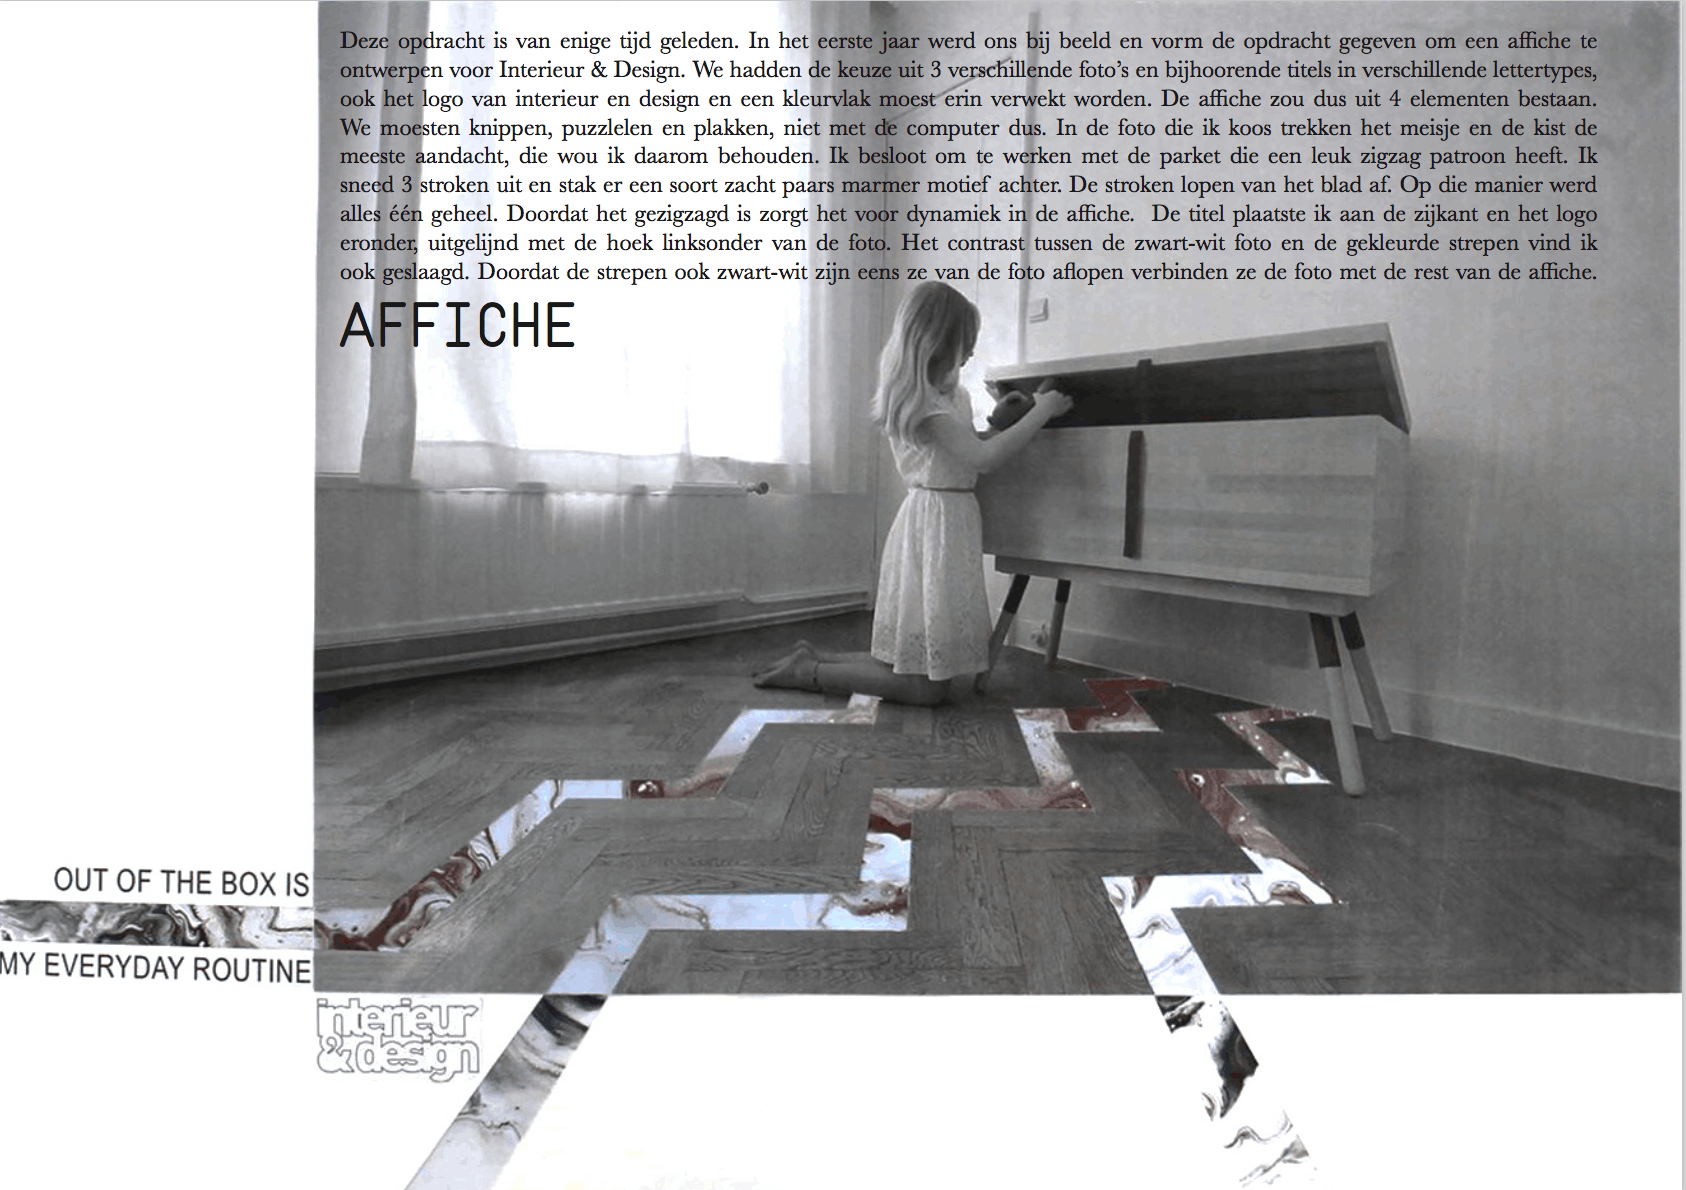 Deze opdracht is van enige tijd geleden. In het eerste jaar werd ons bij beeld en vorm de opdracht gegeven om een affiche te
ontwerpen voor Interieur & Design. We hadden de keuze uit 3 verschillende foto's en bijhoorende titels in verschillende lettertypes,
ook het logo van interieur en design en een kleurvlak moest erin verwekt worden. De affiche zou dus uit 4 elementen bestaan.
We moesten knippen, puzzlelen en plakken, niet met de computer dus. In de foto die ik koos trekken het meisje en de kist de
meeste aandacht, die wou ik daarom behouden. Ik besloot om te werken met de parket die een leuk zigzag patroon heeft. Ik
sneed 3 stroken uit en stak er een soort zacht paars marmer motief achter. De stroken lopen van het blad af. Op die manier werd
alles één geheel. Doordat het gezigzagd is zorgt het voor dynamiek in de affiche. De titel plaatste ik aan de zijkant en het logo
eronder, uitgelijnd met de hoek linksonder van de foto. Het contrast tussen de zwart-wit foto en de gekleurde strepen vind ik
ook geslaagd. Doordat de strepen ook zwart-wit zijn eens ze van de foto aflopen verbinden ze de foto met de rest van de affiche.
AFFICHE
OUT OF THE BOX IS
MY EVERYDAY ROUTINE
interieur
& design